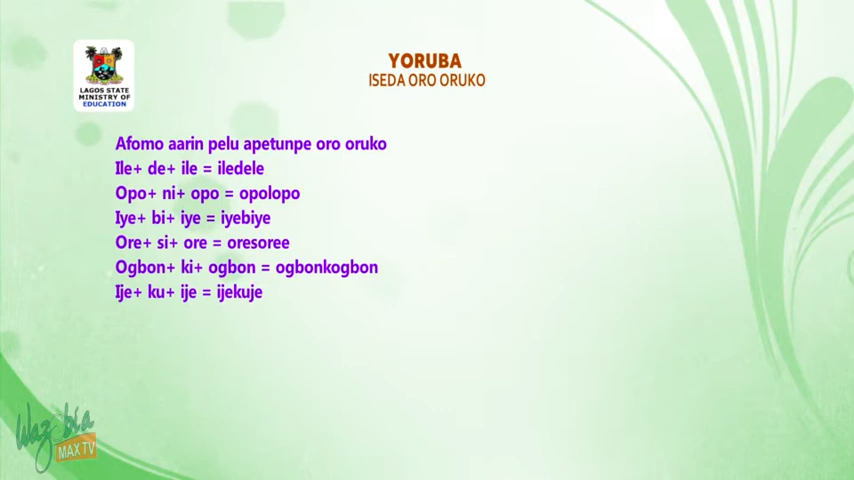 YORUBA
ISEDA ORO ORUKO
LAGOS STATE
MINISTRY OF
EDUCATION
Afomo aarin pelu apetunpe oro oruko
Ile+ de+ ile = iledele
Opo+ ni+ opo = opolopo
Iye+ bi+ iye = iyebiye
Ore+ si+ ore = oresoree
Ogbon+ ki+ ogbon = ogbonkogbon
Ije+ ku+ ije = ijekuje
Waz bia
MAX TV